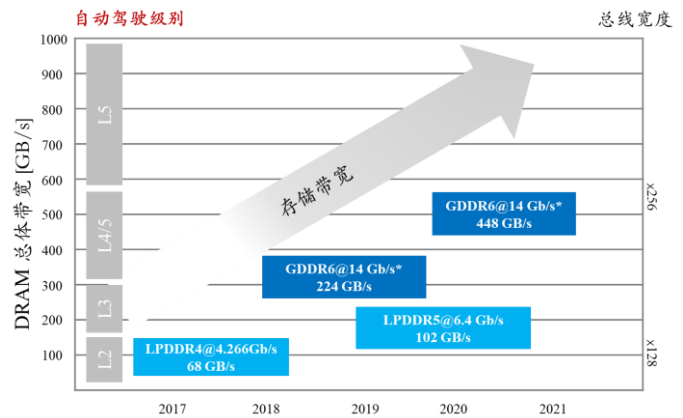 自动驾驶级别
总线宽度
DRAM 总体带宽 [GB/s]
1000
900
800
700
600
500
400
300
200
100
L5
L4/5
L3
L2
存储带宽
GDDR6@14 Gb/s*
448 GB/s
GDDR6@14 Gb/s*
224 GB/s
LPDDR5@6.4 Gb/s
102 GB/s
LPDDR4@4.266Gb/s
68 GB/s
x256
x128
2017
2018
2019
2020
2021